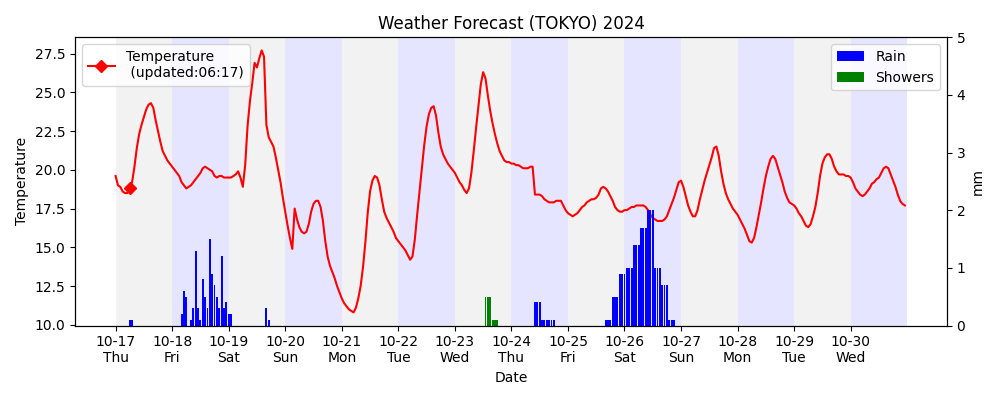 Weather Forecast (TOKYO) 2024
Temperature
(updated:06:17)
Rain
Showers
27.5
25.0
22.5
20.0
17.5
15.0
12.5
10.0
Temperature
5
4
3
2
1
0
mm
10-17 10-18 10-19 10-20 10-21 10-22 10-23 10-24 10-25 10-26 10-27 10-28 10-29 10-30
Thu Fri Sat Sun Mon Tue Wed Thu Fri Sat Sun Mon Tue Wed
Date